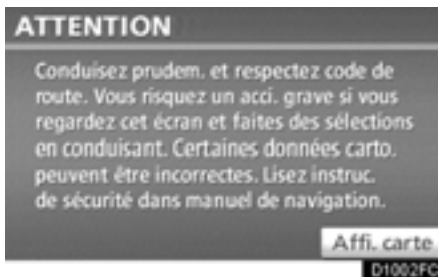 ATTENTION
Conduisez prudem. et respectez code de
route. Vous risquez un acci. grave si vous
regardez cet écran et faites des sélections
en conduisant. Certaines données carto.
peuvent être incorrectes. Lisez instruc.
de sécurité dans manuel de navigation.
Affi. carte
D1002FC